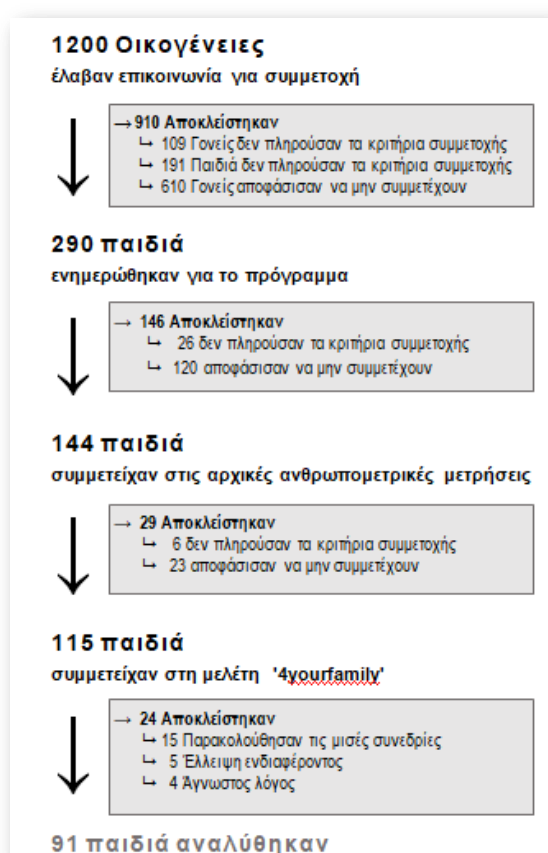 1200 Οικογένειες
έλαβαν επικοινωνία για συμμετοχή
→ 910 Αποκλείστηκαν
↳ 109 Γονείς δεν πληρούσαν τα κριτήρια συμμετοχής
↳ 191 Παιδιά δεν πληρούσαν τα κριτήρια συμμετοχής
↳ 610 Γονείς αποφάσισαν να μην συμμετέχουν
290 παιδιά
ενημερώθηκαν για το πρόγραμμα
→ 146 Αποκλείστηκαν
↳ 26 δεν πληρούσαν τα κριτήρια συμμετοχής
↳ 120 αποφάσισαν να μην συμμετέχουν
144 παιδιά
συμμετείχαν στις αρχικές ανθρωπομετρικές μετρήσεις
→ 29 Αποκλείστηκαν
↳ 6 δεν πληρούσαν τα κριτήρια συμμετοχής
↳ 23 αποφάσισαν να μην συμμετέχουν
115 παιδιά
συμμετείχαν στη μελέτη '4yourfamily'
→ 24 Αποκλείστηκαν
↳ 15 Παρακολούθησαν τις μισές συνεδρίες
↳ 5 Έλλειψη ενδιαφέροντος
↳ 4 Άγνωστος λόγος
91 παιδιά αναλύθηκαν